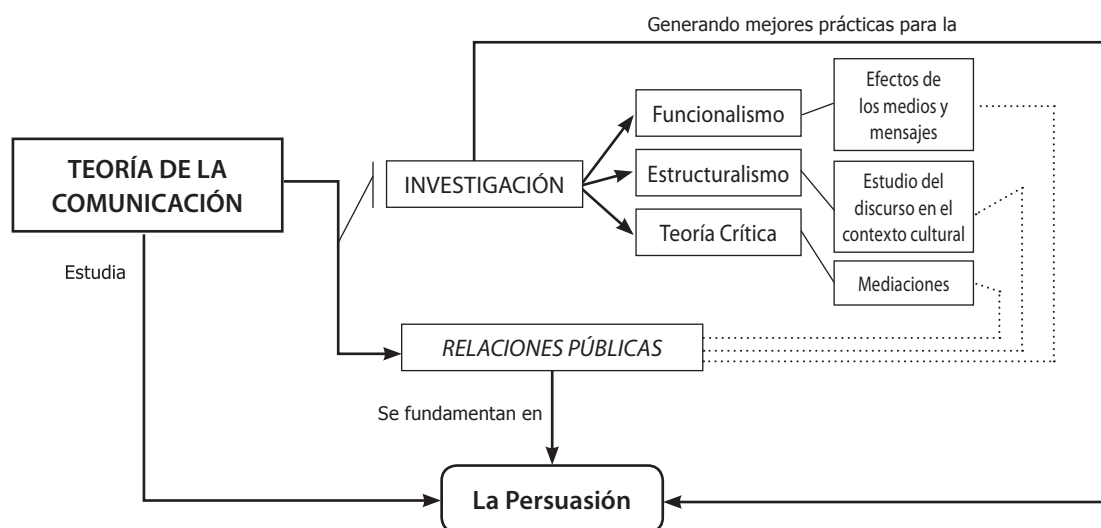 Generando mejores prácticas para la
TEORÍA DE LA
COMUNICACIÓN
Estudia
INVESTIGACIÓN
Funcionalismo
Estructuralismo
Teoría Crítica
Efectos de
los medios y
mensajes
Estudio del
discurso en el
contexto cultural
Mediaciones
RELACIONES PÚBLICAS
Se fundamentan en
La Persuasión